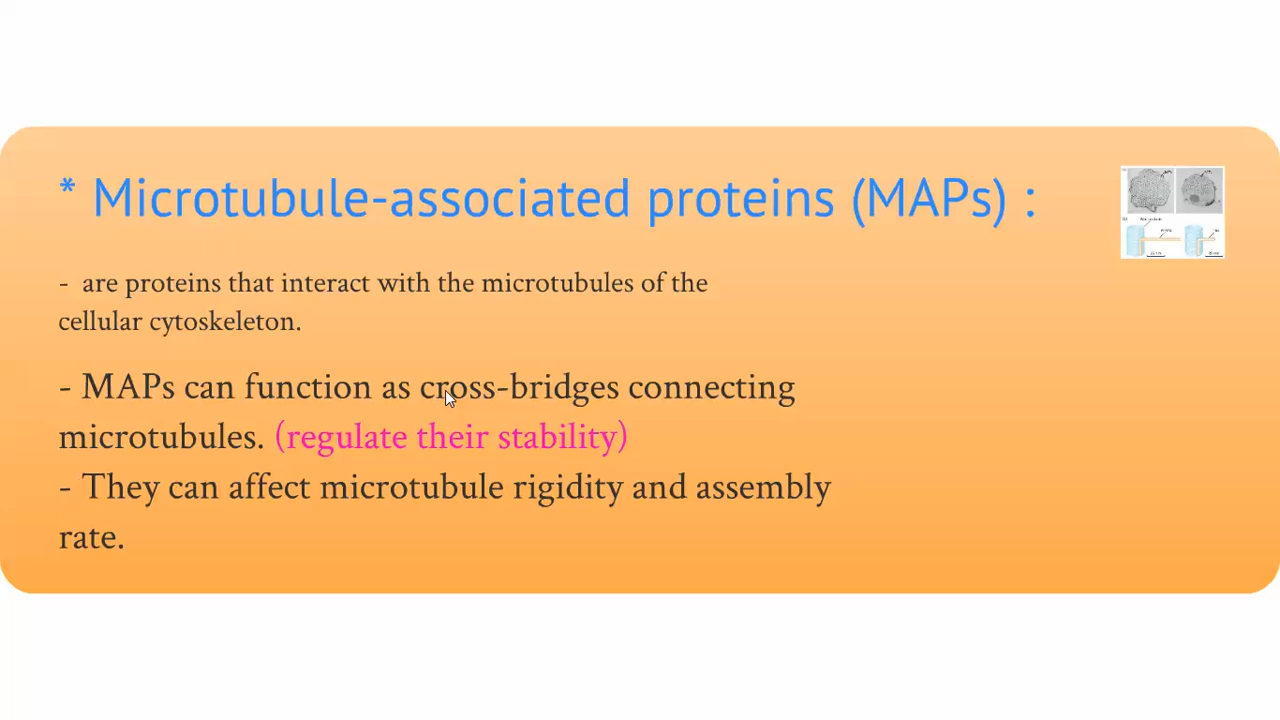 * Microtubule-associated proteins (MAPs) :
- are proteins that interact with the microtubules of the
cellular cytoskeleton.
- MAPs can function as cross-bridges connecting
microtubules. (regulate their stability)
- They can affect microtubule rigidity and assembly
rate.